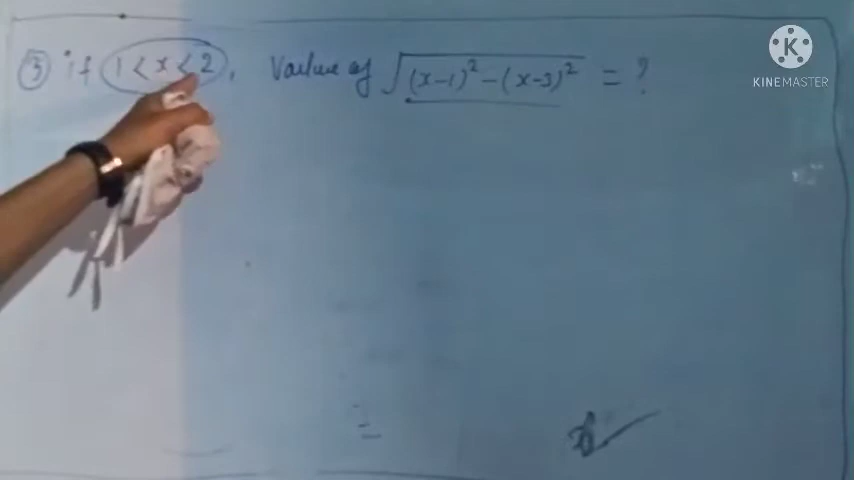 ③ if 1 < x < 2, Value of √(x-1)² - (x-3)² = ?
K
KINEMASTER